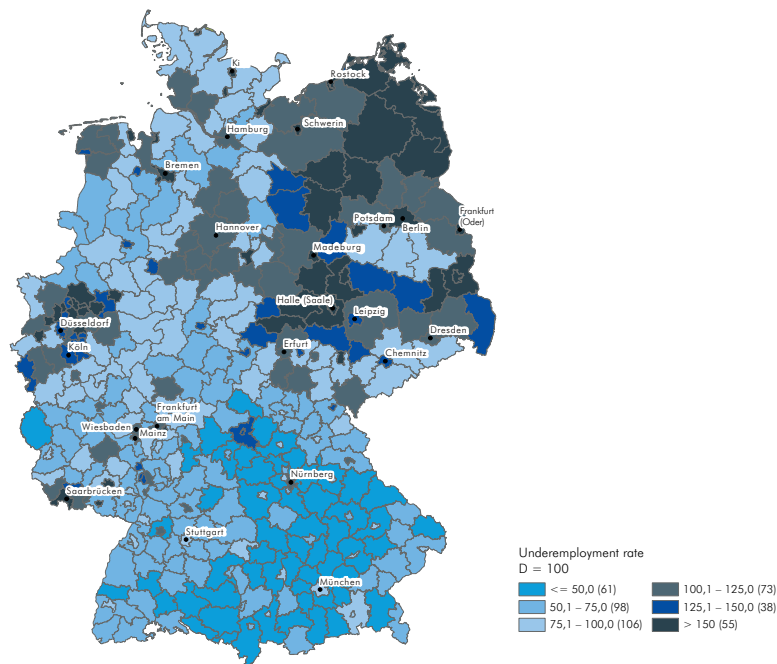 Ki
Rostock
Schwerin
Hamburg
Bremen
Frankfurt
(Oder)
Potsdam
Berlin
Hannover
Madeburg
Halle (Saale)
Leipzig
Düsseldorf
Dresden
Köln
Erfurt
Chemnitz
Frankfurt
am Main
Wiesbaden
Mainz
Nürnberg
Saarbrücken
Stuttgart
München
Underemployment rate
D = 100
<= 50,0 (61)
50,1 – 75,0 (98)
75,1 – 100,0 (106)
100,1 – 125,0 (73)
125,1 – 150,0 (38)
> 150 (55)